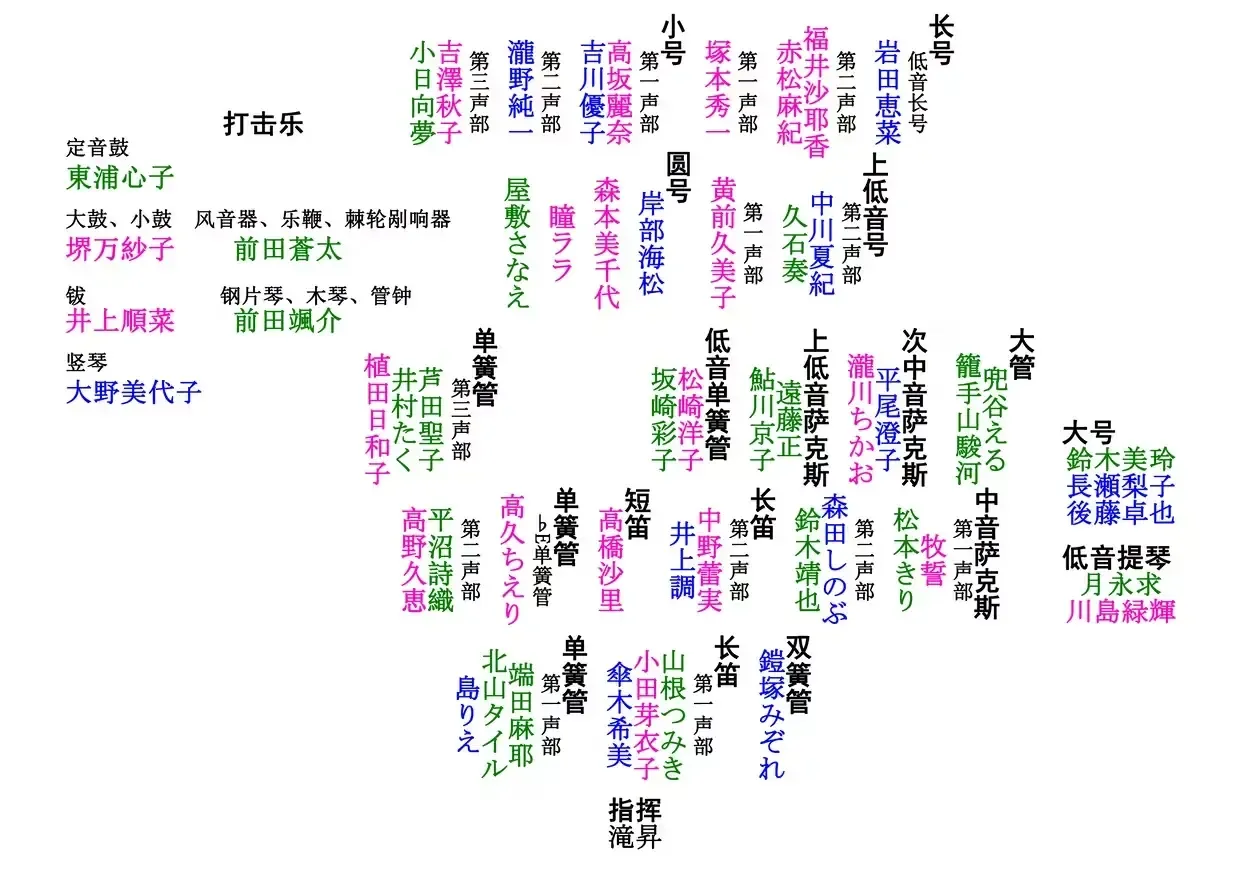 打击乐
定音鼓
東浦心子
大鼓、小鼓
堺万紗子
风音器、乐鞭、棘轮剐响器
前田蒼太
钹
井上順菜
钢片琴、木琴、管钟
前田颯介
竖琴
大野美代子
小号
第一声部
高坂麗奈
吉川優子
第二声部
瀧野純一
第三声部
吉澤秋子
小日向夢
长号
低音长号
岩田恵菜
第二声部
福井沙耶香
赤松麻紀
第一声部
塚本秀一
圆号
岸部海松
森本美千代
瞳ララ
屋敷さなえ
上低音号
第二声部
中川夏紀
久石奏
第一声部
黄前久美子
单簧管
第三声部
芦田聖子
井村たく
植田日和子
低音单簧管
松崎洋子
坂崎彩子
上低音萨克斯
遠藤正
鮎川京子
次中音萨克斯
平尾澄子
瀧川ちかお
大管
兜谷える
籠手山駿河
大号
鈴木美玲
長瀬梨子
後藤卓也
低音提琴
月永求
川島緑輝
第二声部
平沼詩織
高野久恵
单簧管
♭E单簧管
高久ちえり
短笛
高橋沙里
长笛
第二声部
中野蕾実
井上調
中音萨克斯
第一声部
牧誓
松本きり
第二声部
森田しのぶ
鈴木靖也
单簧管
第一声部
端田麻耶
北山タイル
島りえ
长笛
第一声部
山根つみき
小田芽衣子
傘木希美
双簧管
鎧塚みぞれ
指挥
滝昇